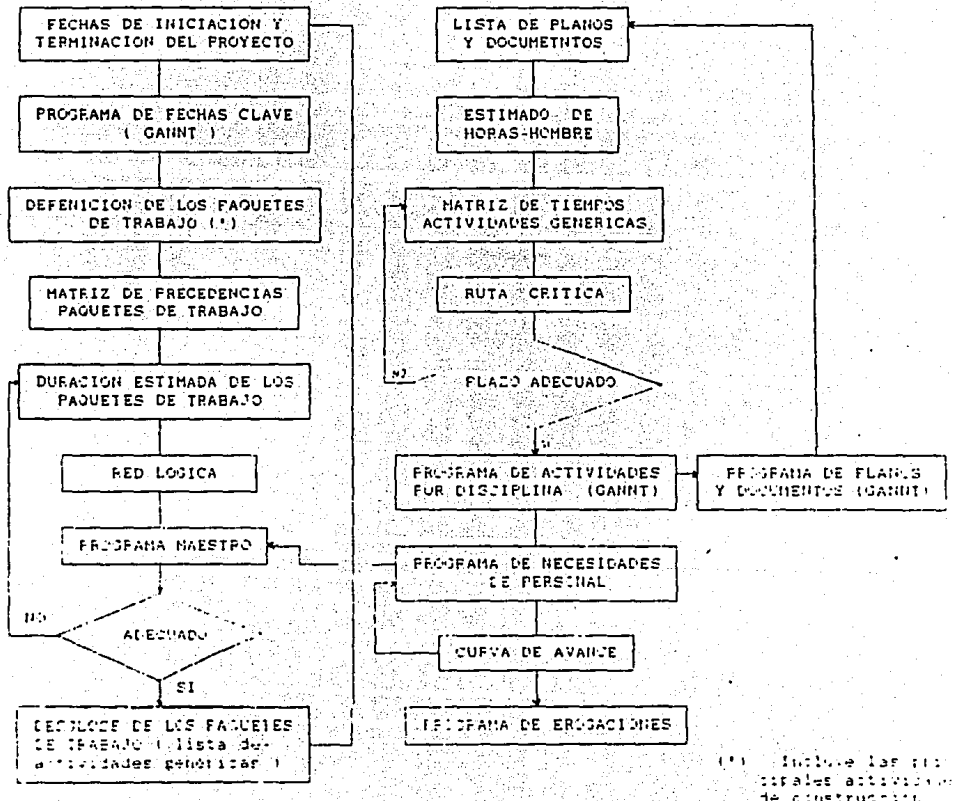 FECHAS DE INICIACION Y
TERMINACION DEL PROYECTO
PROGRAMA DE FECHAS CLAVE
( GANNT )
DEFENICION DE LOS PAQUETES
DE TRABAJO (*)
MATRIZ DE PRECEDENCIAS
PAQUETES DE TRABAJO
DURACION ESTIMADA DE LOS
PAQUETES DE TRABAJO
RED LOGICA
PROGRAMA MAESTRO
NO
ADECUADO
SI
DESGLOCE DE LOS PAQUETES
DE TRABAJO ( lista de
actividades genéricas )
LISTA DE PLANOS
Y DOCUMETNTOS
ESTIMADO DE
HORAS-HOMBRE
MATRIZ DE TIEMPOS
ACTIVIDADES GENERICAS
RUTA CRITICA
NO
PLAZO ADECUADO
SI
PROGRAMA DE ACTIVIDADES
POR DISCIPLINA (GANNT)
PROGRAMA DE PLANOS
Y DOCUMENTOS (GANNT)
PROGRAMA DE NECESIDADES
DE PERSONAL
CURVA DE AVANCE
PROGRAMA DE EROGACIONES
(*) Incluye las
de construccion